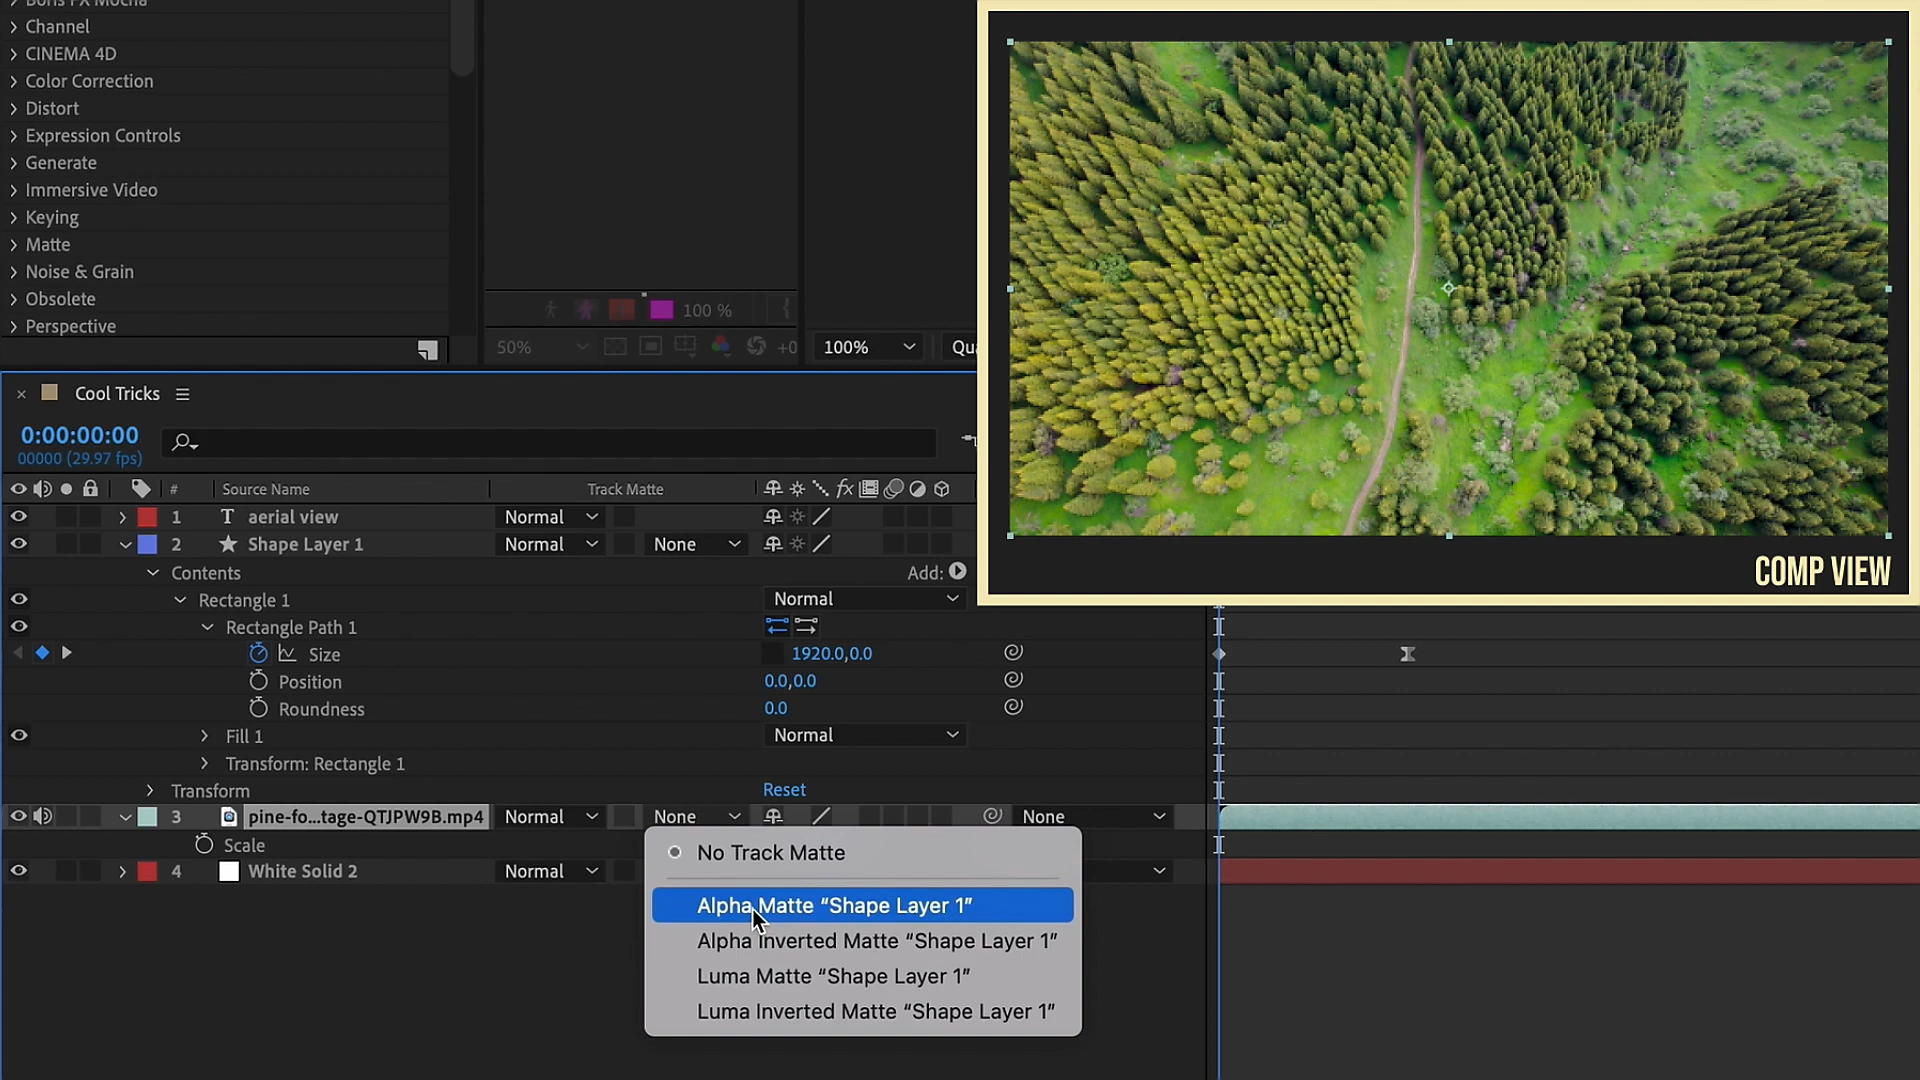 Boris FX Mocha
Channel
CINEMA 4D
Color Correction
Distort
Expression Controls
Generate
Immersive Video
Keying
Matte
Noise & Grain
Obsolete
Perspective
100 %
50%
+0
100%
Qua
COMP VIEW
Cool Tricks
0:00:00:00
00000 (29.97 fps)
# Source Name Track Matte fx
1 T aerial view Normal
2 Shape Layer 1 Normal None
Contents Add:
Rectangle 1 Normal
Rectangle Path 1
Size 1920.0,0.0
Position 0.0,0.0
Roundness 0.0
Fill 1 Normal
Transform: Rectangle 1
Transform Reset
3 pine-fo...tage-QTJPW9B.mp4 Normal None None
Scale
4 White Solid 2 Normal
No Track Matte
Alpha Matte “Shape Layer 1”
Alpha Inverted Matte “Shape Layer 1”
Luma Matte “Shape Layer 1”
Luma Inverted Matte “Shape Layer 1”